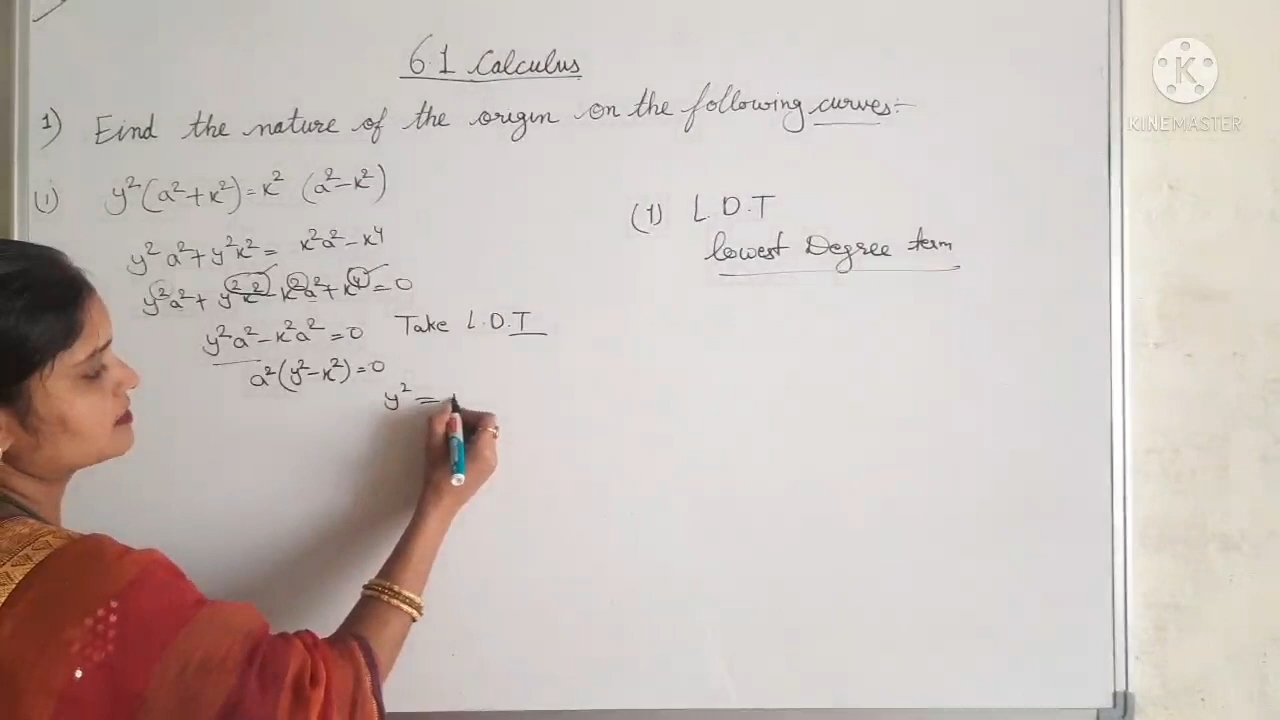 6.1 Calculus
1) Find the nature of the origin on the following curves:-
(i) y²(a²+x²)=x² (a²-x²)
y²a²+y²x²= x²a²-x⁴
y²a²+ y²x²-x²a²+x⁴=0
y²a²-x²a²=0 Take L.D.T
a²(y²-x²)=0
y² =
(1) L.D.T
lowest Degree term
K
KINEMASTER